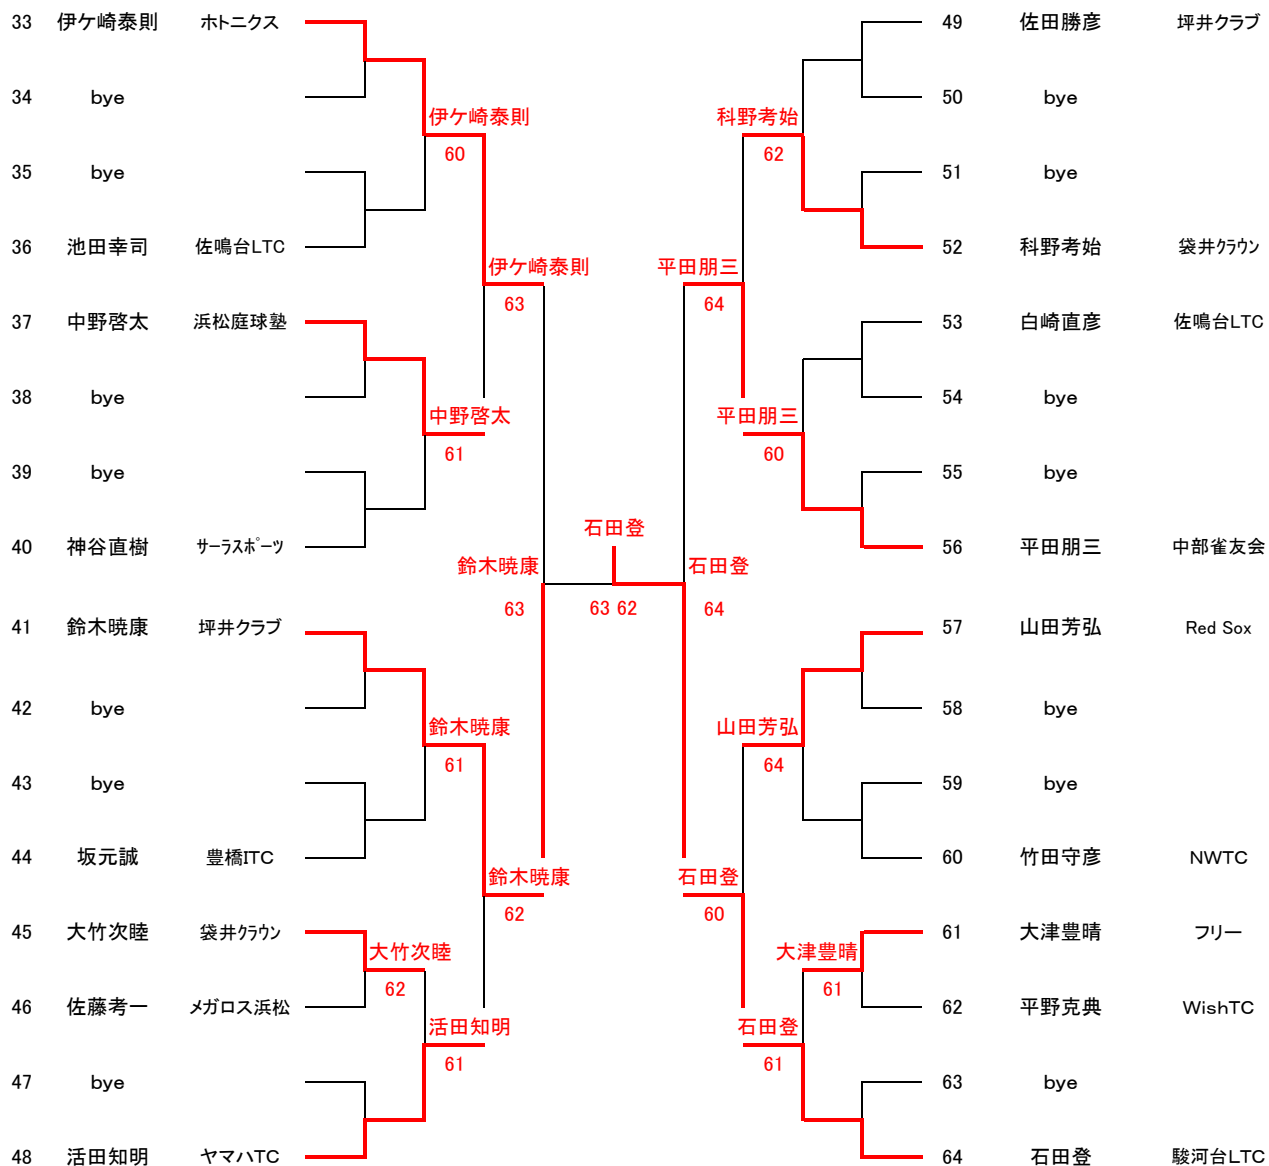 33 伊ケ崎泰則 ホトニクス
34 bye
伊ケ崎泰則
60
35 bye
36 池田幸司 佐鳴台LTC
伊ケ崎泰則
63
37 中野啓太 浜松庭球塾
38 bye
中野啓太
61
39 bye
40 神谷直樹 サーラスポーツ
鈴木暁康
63
41 鈴木暁康 坪井クラブ
42 bye
鈴木暁康
61
43 bye
44 坂元誠 豊橋ITC
鈴木暁康
62
45 大竹次睦 袋井クラウン
大竹次睦
62
46 佐藤考一 メガロス浜松
活田知明
61
47 bye
48 活田知明 ヤマハTC
石田登
63 62
49 佐田勝彦 坪井クラブ
50 bye
科野考始
62
51 bye
52 科野考始 袋井クラウン
平田朋三
64
53 白崎直彦 佐鳴台LTC
54 bye
平田朋三
60
55 bye
56 平田朋三 中部雀友会
石田登
64
57 山田芳弘 Red Sox
58 bye
山田芳弘
64
59 bye
60 竹田守彦 NWTC
石田登
60
61 大津豊晴 フリー
大津豊晴
61
62 平野克典 WishTC
石田登
61
63 bye
64 石田登 駿河台LTC